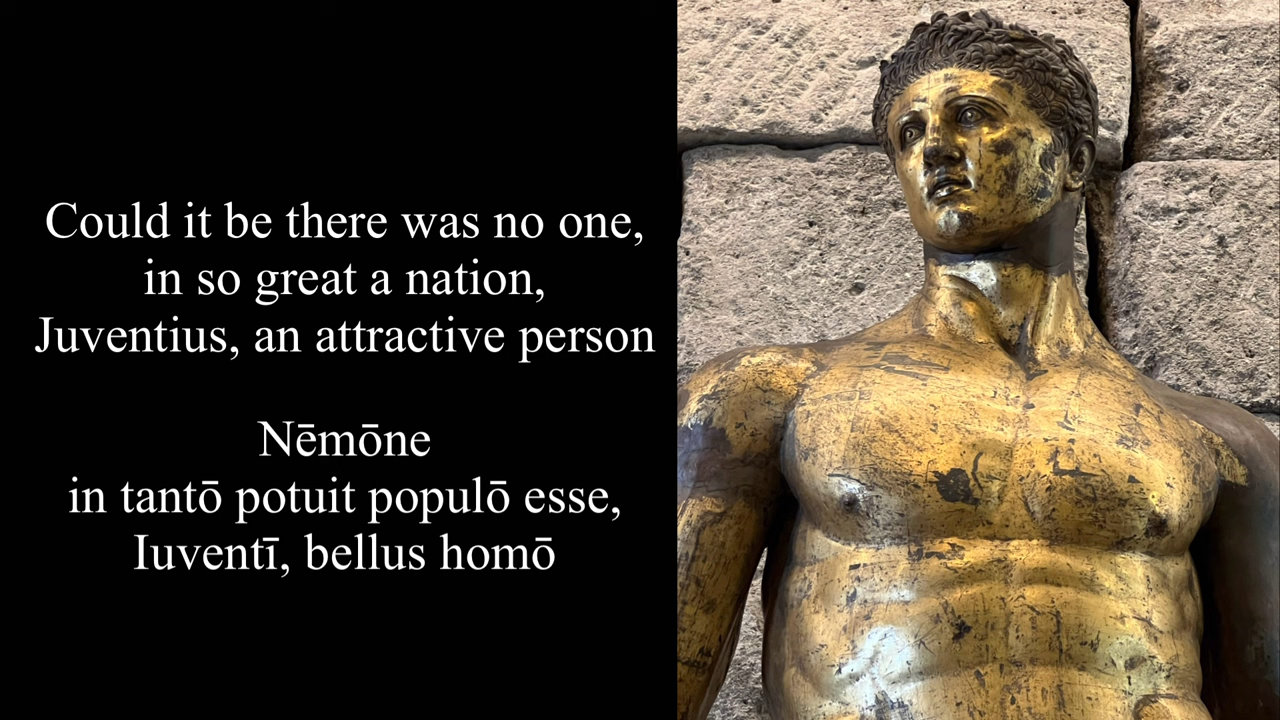 Could it be there was no one,
in so great a nation,
Juventius, an attractive person
Nēmōne
in tantō potuit populō esse,
Iuventī, bellus homō